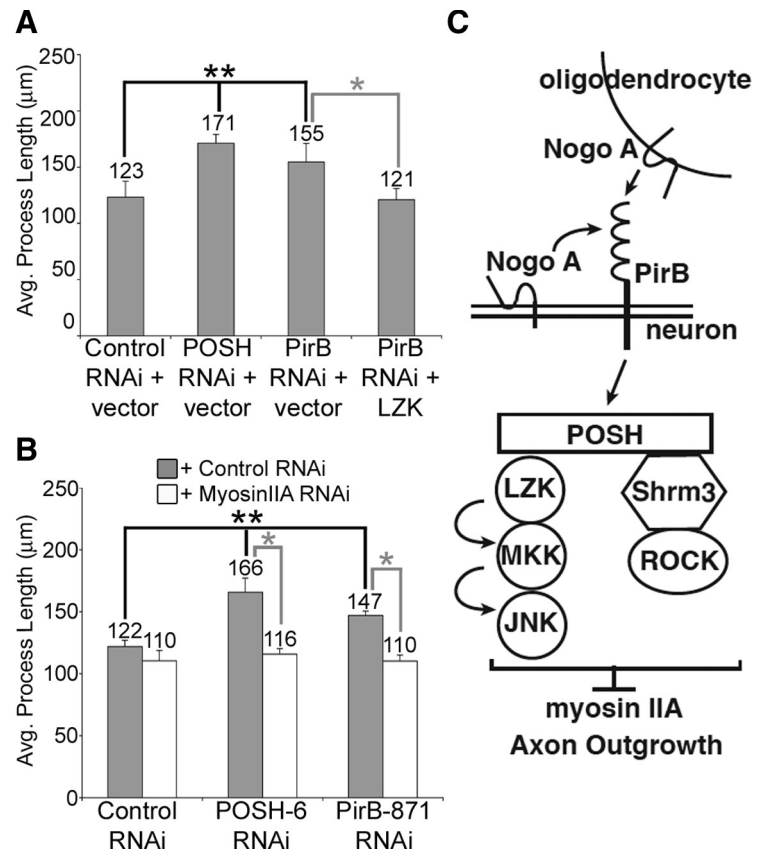 A
Avg. Process Length (µm)
250
200
150
100
50
0
**
*
123
171
155
121
Control RNAi + vector
POSH RNAi + vector
PirB RNAi + vector
PirB RNAi + LZK
B
+ Control RNAi
+ MyosinIIA RNAi
Avg. Process Length (µm)
250
200
150
100
50
0
**
*
*
122
110
166
116
147
110
Control RNAi
POSH-6 RNAi
PirB-871 RNAi
C
oligodendrocyte
Nogo A
Nogo A
PirB
neuron
POSH
LZK
Shrm3
MKK
ROCK
JNK
myosin IIA
Axon Outgrowth